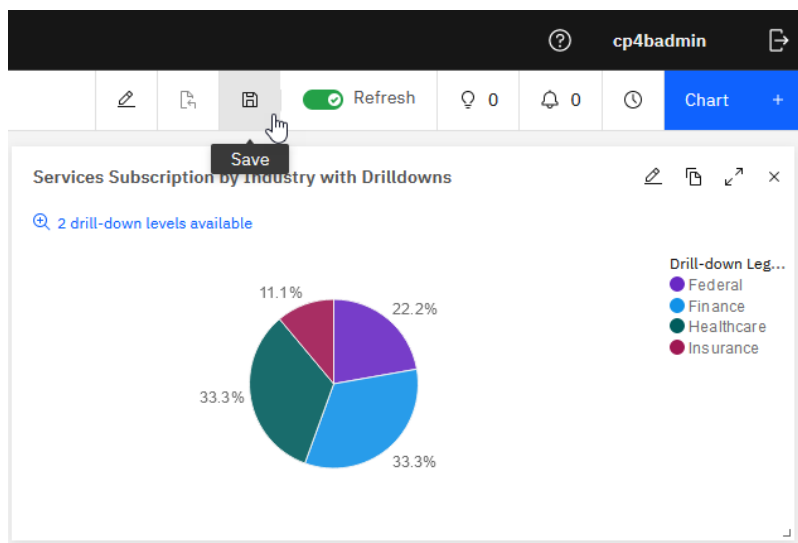 cp4badmin
Refresh 0 0 Chart +
Save
Services Subscription by Industry with Drilldowns
2 drill-down levels available
Drill-down Leg...
Federal
Finance
Healthcare
Insurance
11.1%
22.2%
33.3%
33.3%